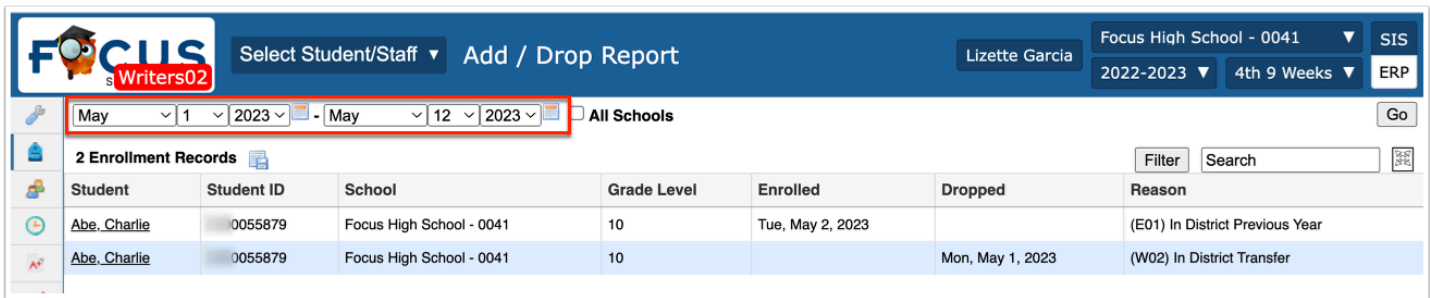 FOCUS
S
Writers02
Select Student/Staff ▼ Add / Drop Report Lizette Garcia Focus High School - 0041 ▼ SIS
2022-2023 ▼ 4th 9 Weeks ▼ ERP
May 1 2023 - May 12 2023 All Schools Go
2 Enrollment Records Filter Search
Student Student ID School Grade Level Enrolled Dropped Reason
Abe, Charlie 0055879 Focus High School - 0041 10 Tue, May 2, 2023 (E01) In District Previous Year
A+
Abe, Charlie 0055879 Focus High School - 0041 10 Mon, May 1, 2023 (W02) In District Transfer